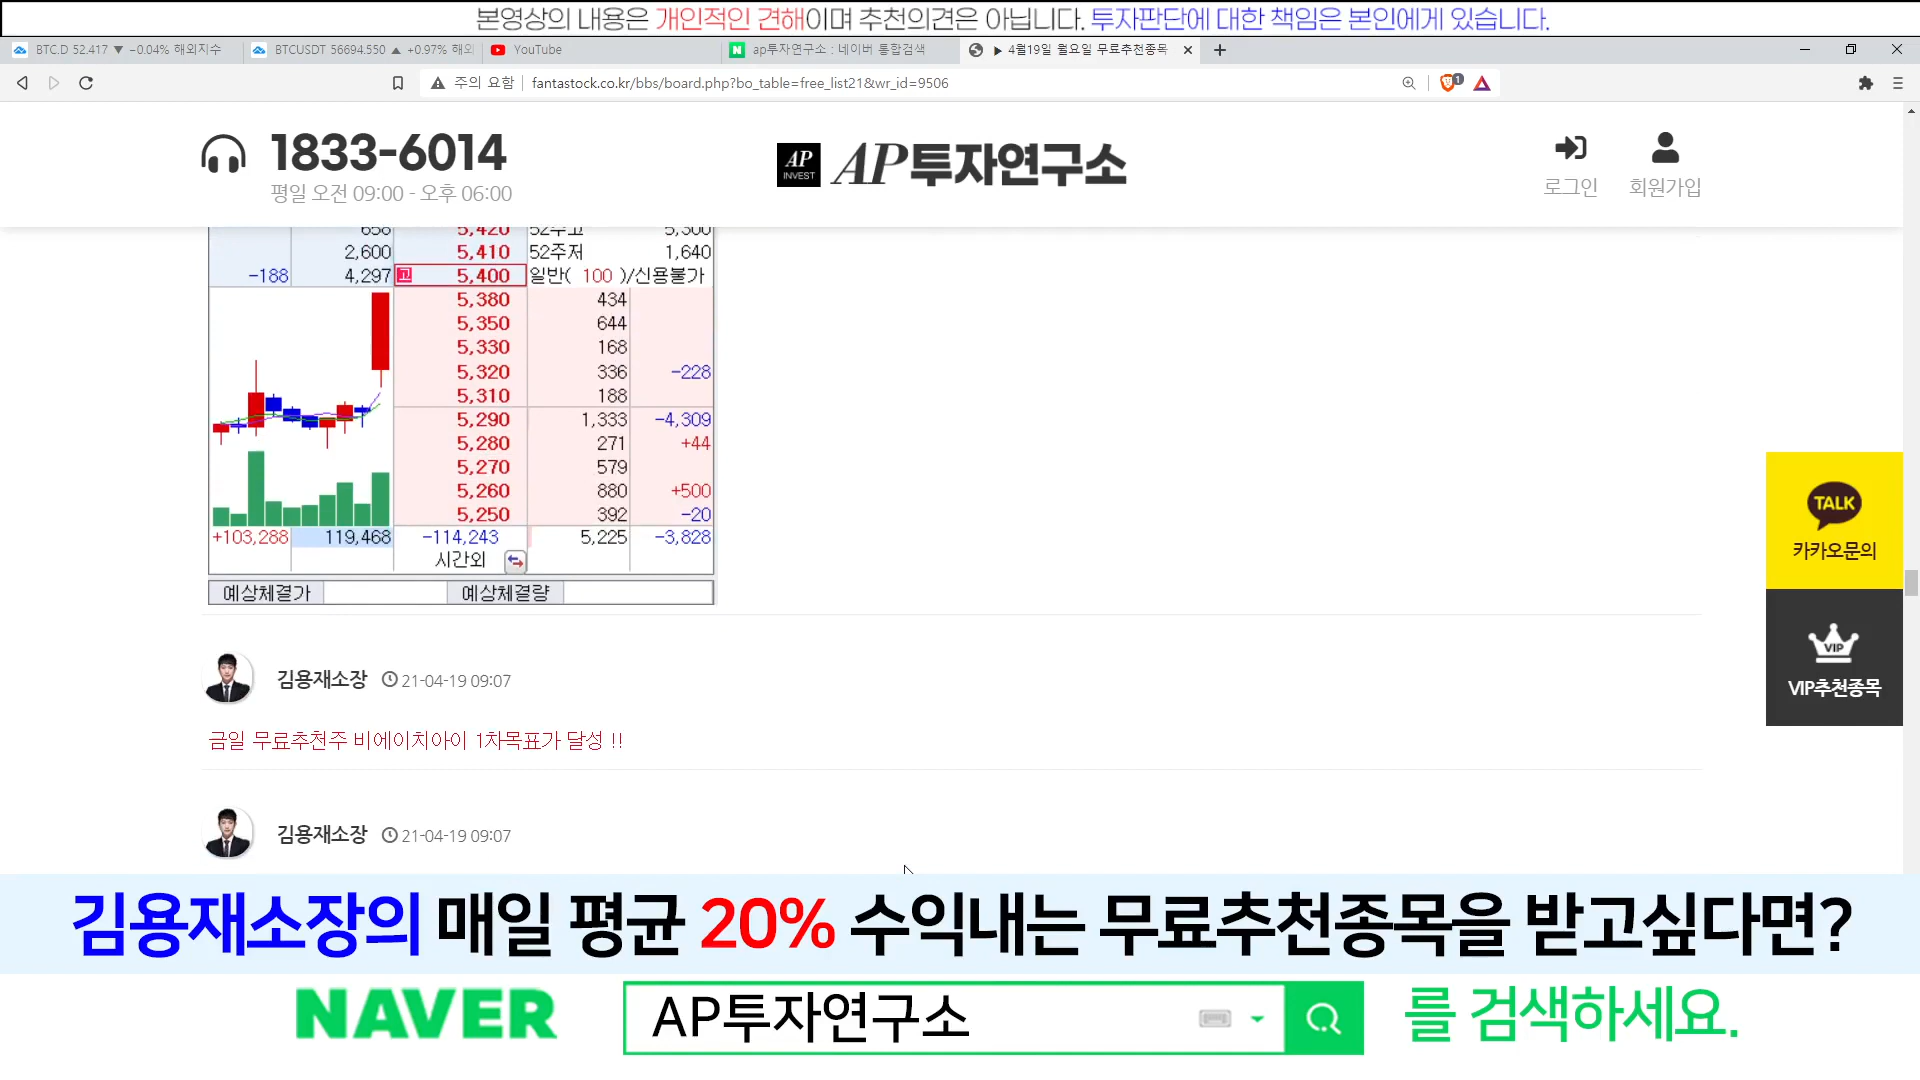 본영상의 내용은 개인적인 견해이며 추천의견은 아닙니다. 투자판단에 대한 책임은 본인에게 있습니다.
BTC.D 52.417 ▼ −0.04% 해외지수
BTCUSDT 56694.550 ▲ +0.97% 해외
YouTube
ap투자연구소 : 네이버 통합검색
▶ 4월19일 월요일 무료추천종목
주의 요함
fantastock.co.kr/bbs/board.php?bo_table=free_list21&wr_id=9506
1833-6014
평일 오전 09:00 - 오후 06:00
AP INVEST
AP투자연구소
로그인
회원가입
658 5,420 52주고 5,300
2,600 5,410 52주저 1,640
−188 4,297 고 5,400 일반( 100 )/신용불가
5,380 434
5,350 644
5,330 168
5,320 336 −228
5,310 188
5,290 1,333 −4,309
5,280 271 +44
5,270 579
5,260 880 +500
5,250 392 −20
+103,288 119,468 −114,243 5,225 −3,828
시간외
예상체결가 예상체결량
김용재소장 21-04-19 09:07
금일 무료추천주 비에이치아이 1차목표가 달성 !!
김용재소장 21-04-19 09:07
TALK
카카오문의
VIP
VIP추천종목
김용재소장의 매일 평균 20% 수익내는 무료추천종목을 받고싶다면?
NAVER AP투자연구소 를 검색하세요.